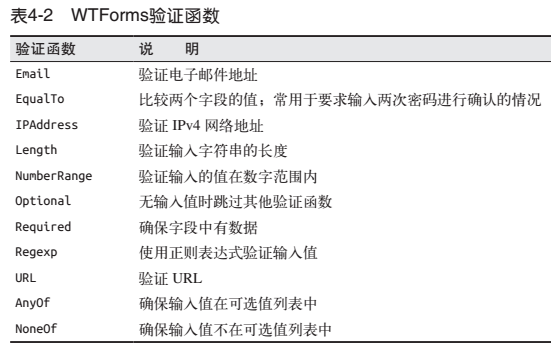 表4-2 WTForms验证函数
验证函数 说 明
Email 验证电子邮件地址
EqualTo 比较两个字段的值；常用于要求输入两次密码进行确认的情况
IPAddress 验证 IPv4 网络地址
Length 验证输入字符串的长度
NumberRange 验证输入的值在数字范围内
Optional 无输入值时跳过其他验证函数
Required 确保字段中有数据
Regexp 使用正则表达式验证输入值
URL 验证 URL
AnyOf 确保输入值在可选值列表中
NoneOf 确保输入值不在可选值列表中